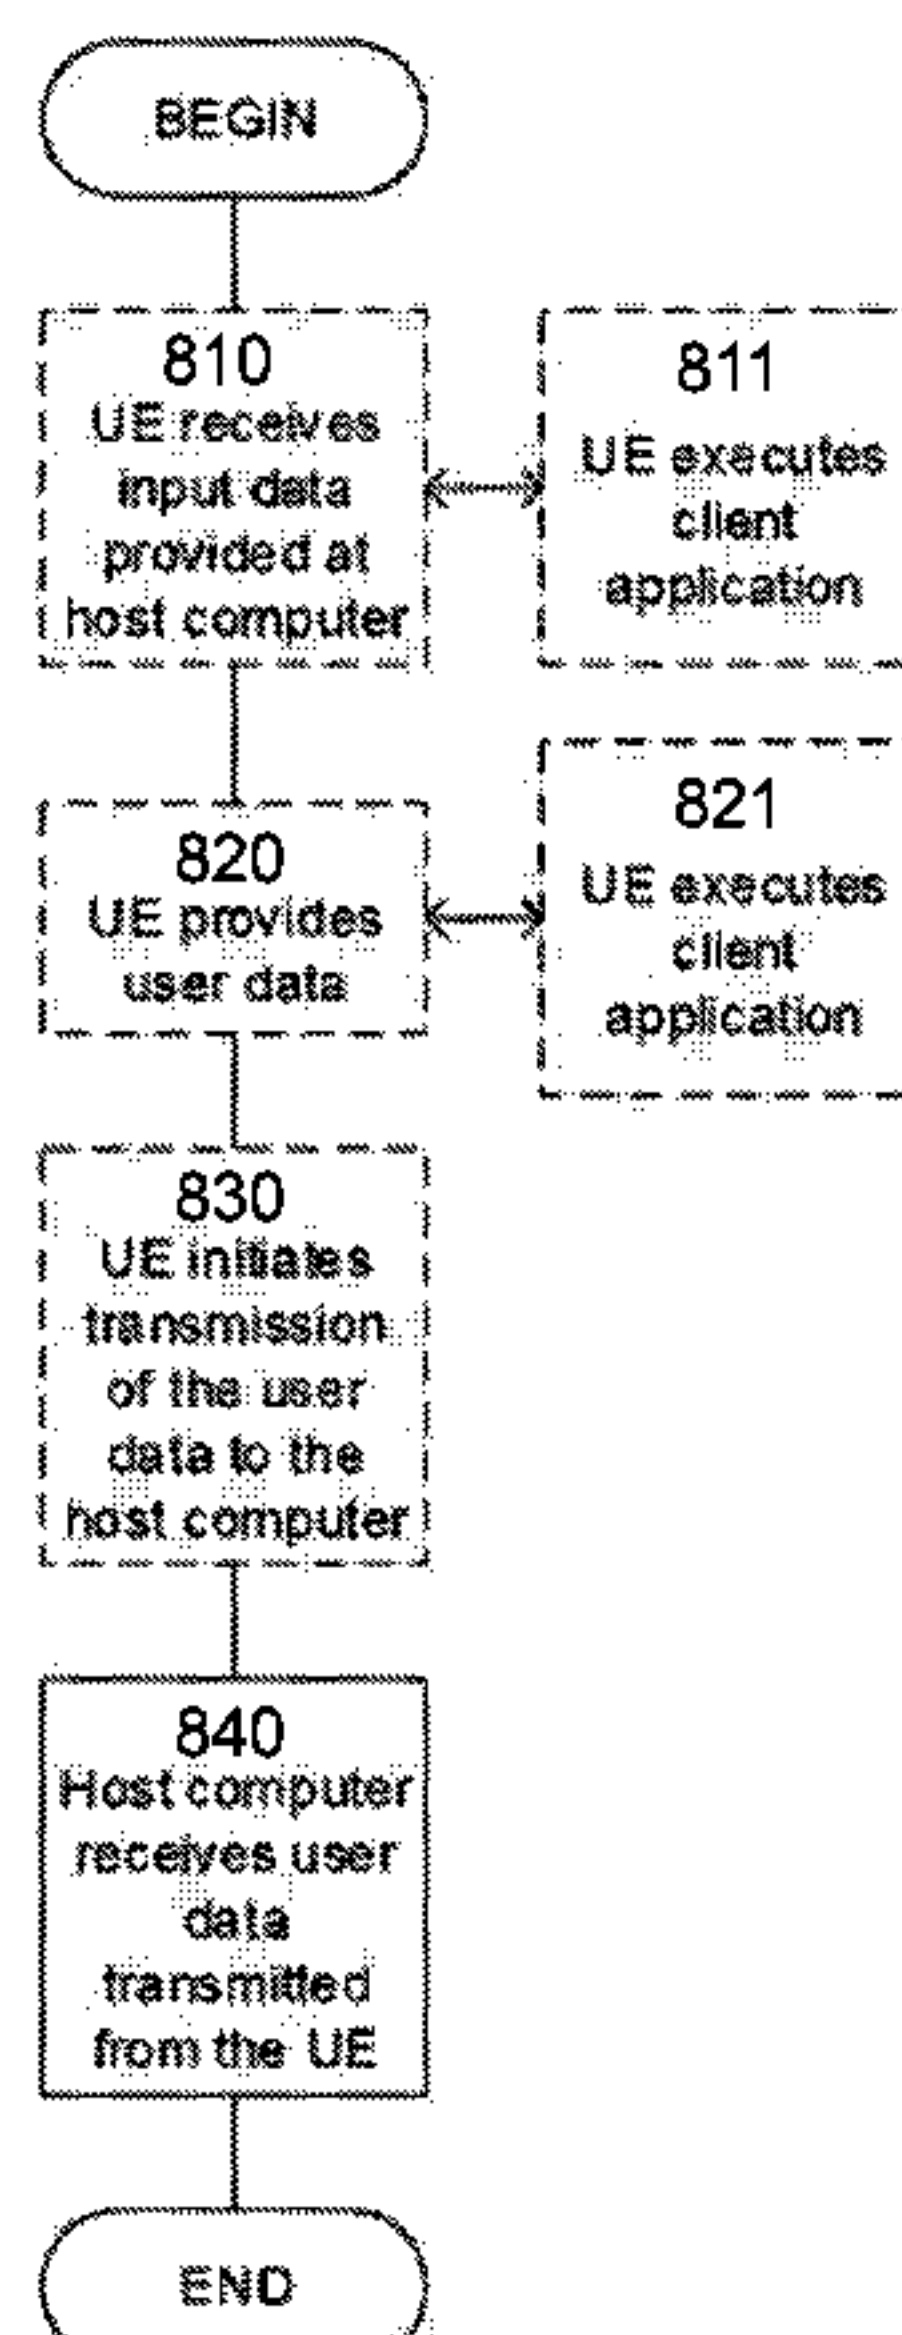 BEGIN
810
UE receives
input data
provided at
host computer
811
UE executes
client
application
820
UE provides
user data
821
UE executes
client
application
830
UE initiates
transmission
of the user
data to the
host computer
840
Host computer
receives user
data
transmitted
from the UE
END